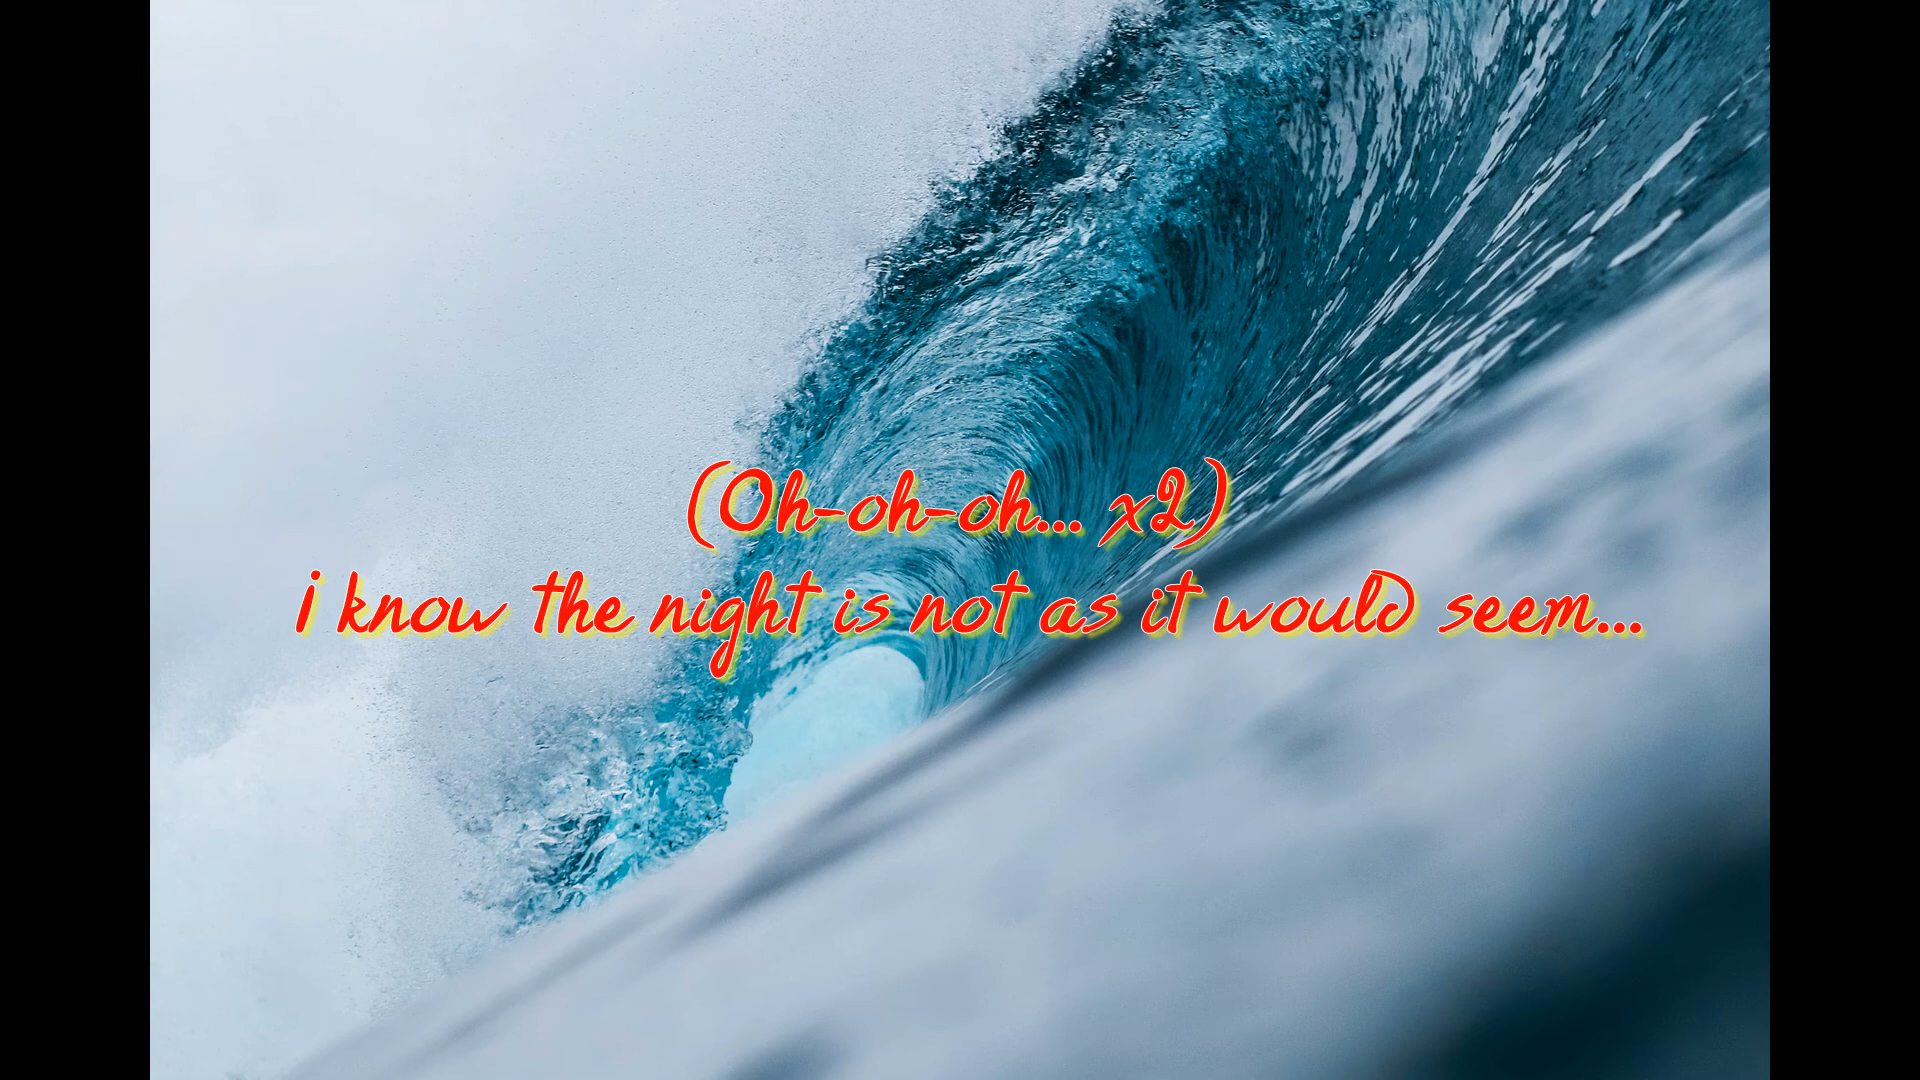 (Oh-oh-oh... x2)
i know the night is not as it would seem...